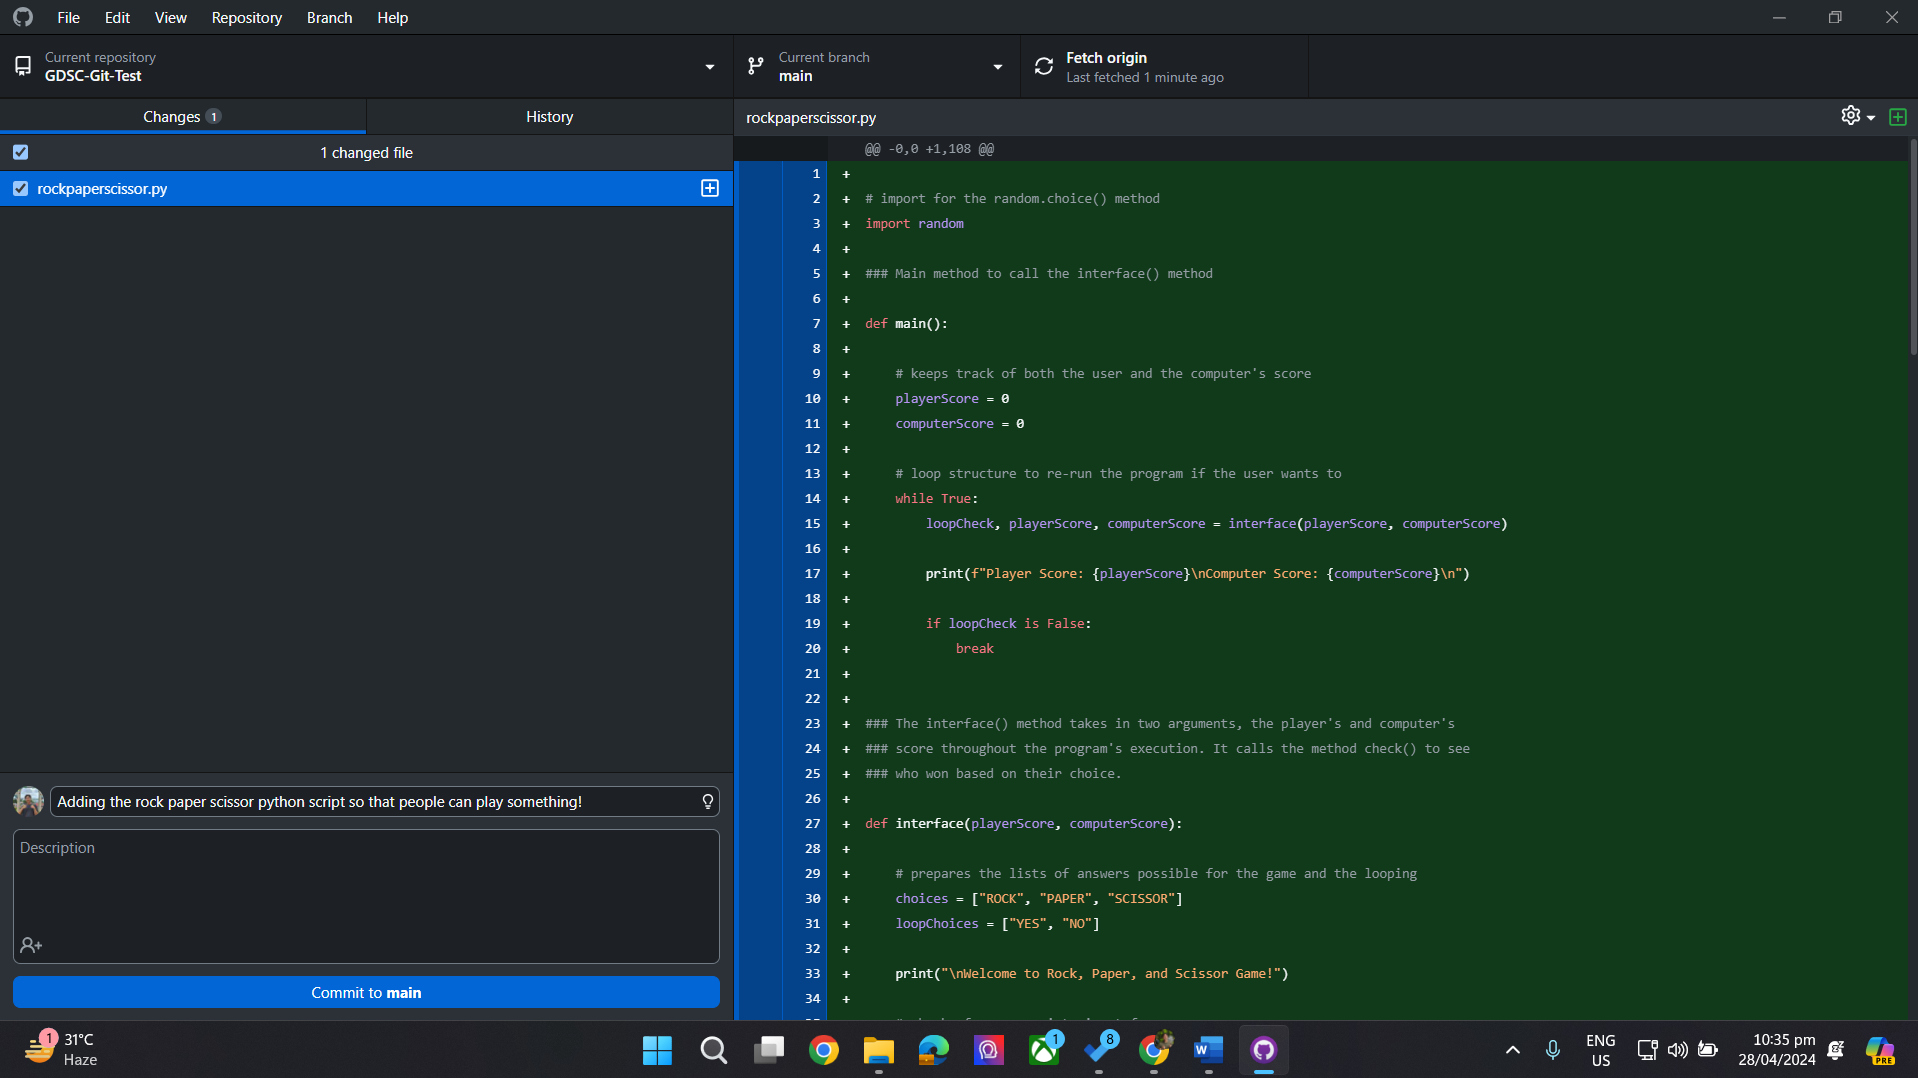 File Edit View Repository Branch Help
Current repository
GDSC-Git-Test
Current branch
main
Fetch origin
Last fetched 1 minute ago
Changes 1
History
rockpaperscissor.py
1 changed file
rockpaperscissor.py
@@ -0,0 +1,108 @@
1 +
2 + # import for the random.choice() method
3 + import random
4 +
5 + ### Main method to call the interface() method
6 +
7 + def main():
8 +
9 +     # keeps track of both the user and the computer's score
10 +     playerScore = 0
11 +     computerScore = 0
12 +
13 +     # loop structure to re-run the program if the user wants to
14 +     while True:
15 +         loopCheck, playerScore, computerScore = interface(playerScore, computerScore)
16 +
17 +         print(f"Player Score: {playerScore}\nComputer Score: {computerScore}\n")
18 +
19 +         if loopCheck is False:
20 +             break
21 +
22 +
23 + ### The interface() method takes in two arguments, the player's and computer's
24 + ### score throughout the program's execution. It calls the method check() to see
25 + ### who won based on their choice.
26 +
27 + def interface(playerScore, computerScore):
28 +
29 +     # prepares the lists of answers possible for the game and the looping
30 +     choices = ["ROCK", "PAPER", "SCISSOR"]
31 +     loopChoices = ["YES", "NO"]
32 +
33 +     print("\nWelcome to Rock, Paper, and Scissor Game!")
34 +
Adding the rock paper scissor python script so that people can play something!
Description
Commit to main
1
31°C
Haze
1
8
W
ENG
US
10:35 pm
28/04/2024
PRE